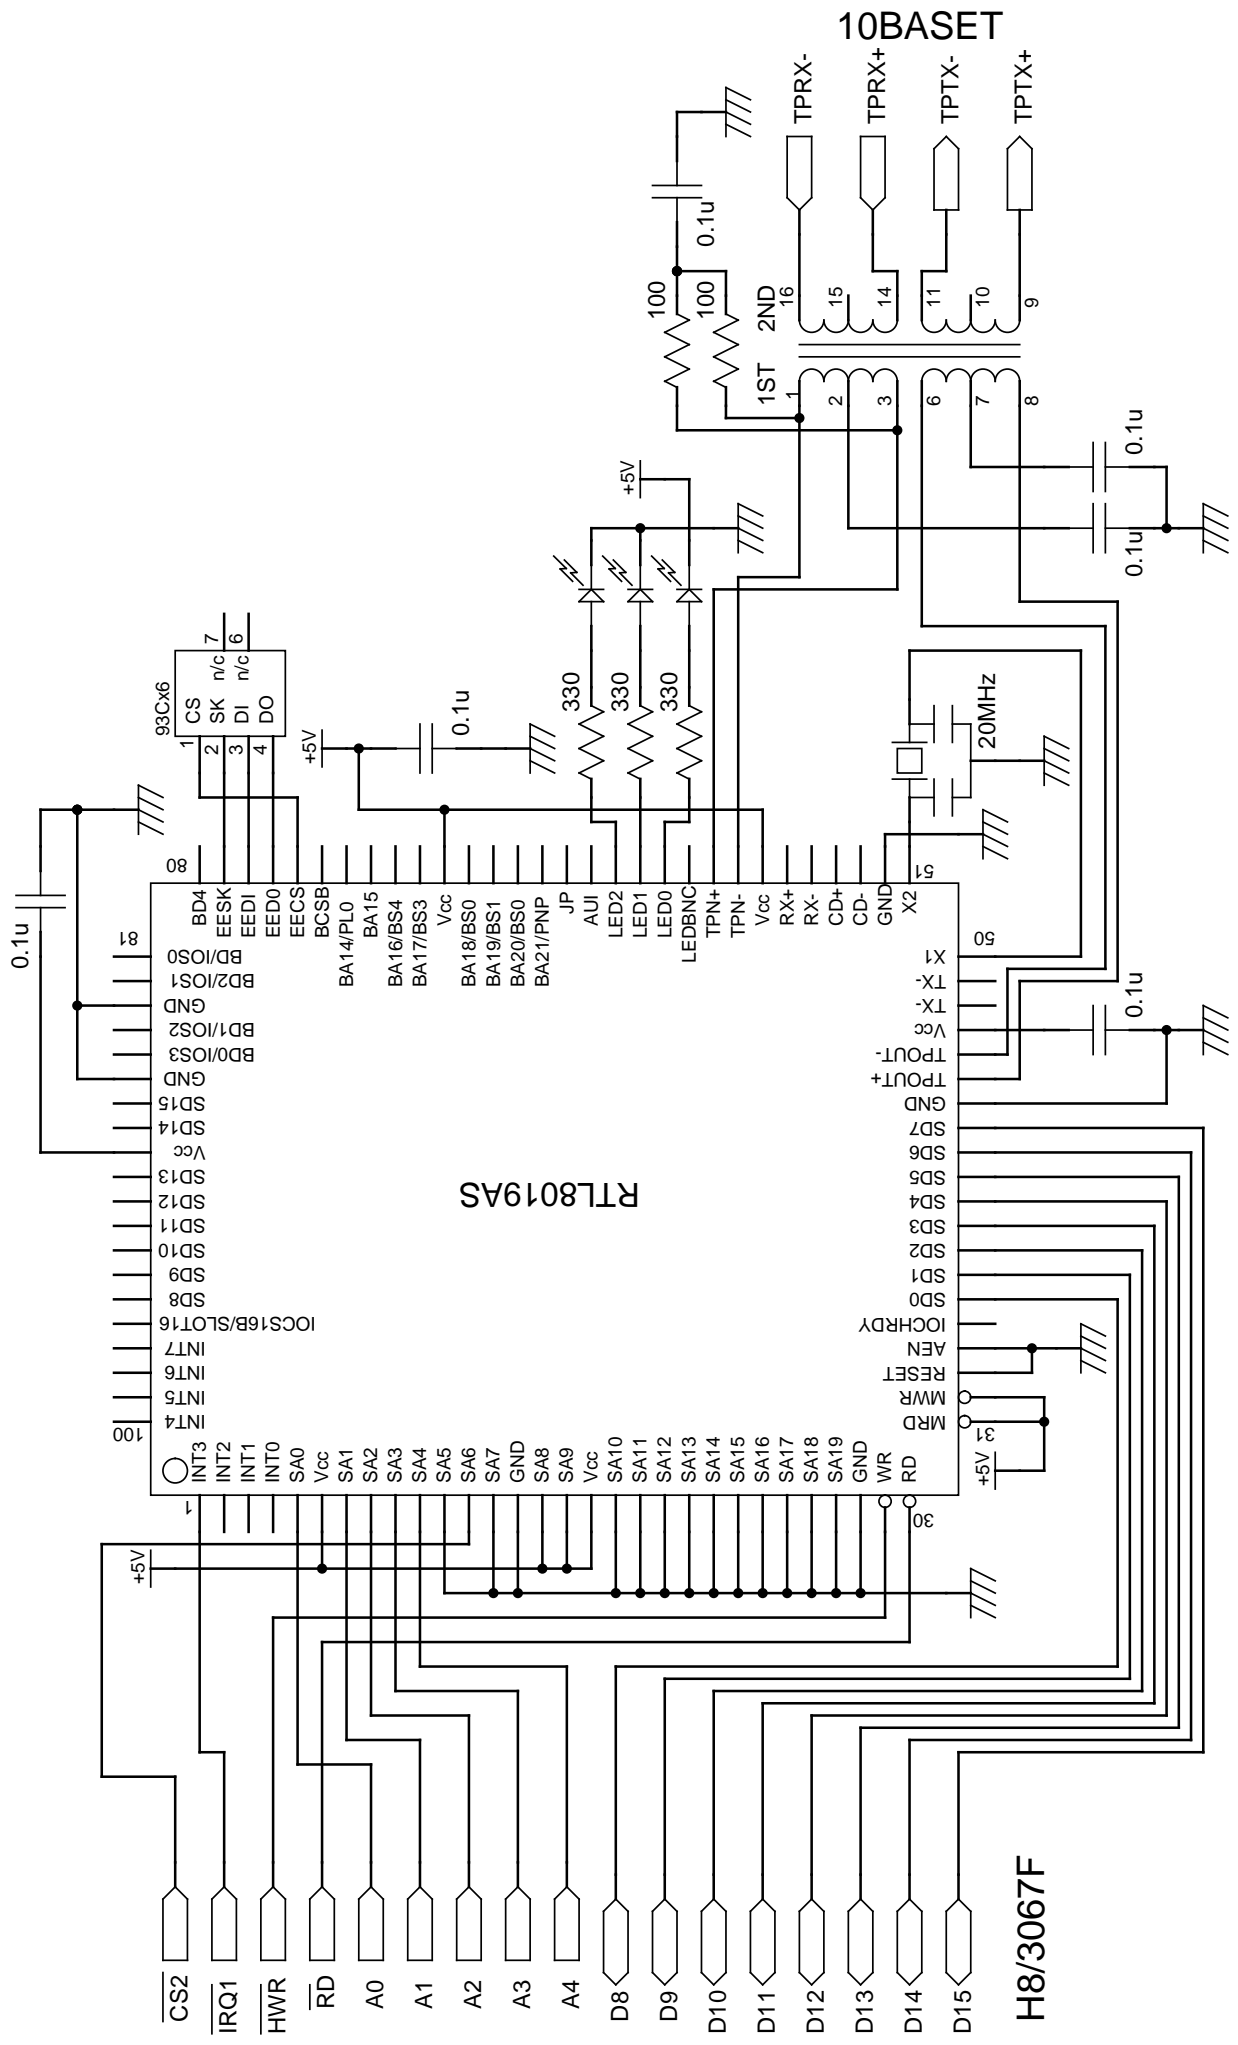 10BASET
TPRX-
TPRX+
TPTX-
TPTX+
0.1u
100
100
1ST
2ND
16
15
14
11
10
9
1
2
3
6
7
8
0.1u
0.1u
+5V
330
330
330
93Cx6
CS
SK
DI
DO
n/c
n/c
7
6
1
2
3
4
+5V
0.1u
20MHz
0.1u
80
BD4
EESK
EEDI
EED0
EECS
BCSB
BA14/PL0
BA15
BA16/BS4
BA17/BS3
Vcc
BA18/BS0
BA19/BS1
BA20/BS0
BA21/PNP
JP
AUI
LED2
LED1
LED0
LEDBNC
TPN+
TPN-
Vcc
RX+
RX-
CD+
CD-
GND
X2
51
81
BD/IOS0
BD2/IOS1
GND
BD1/IOS2
BD0/IOS3
GND
SD15
SD14
Vcc
SD13
SD12
SD11
SD10
SD9
SD8
IOCS16B/SLOT16
INT7
INT6
INT5
INT4
100
RTL8019AS
50
X1
TX-
TX-
Vcc
TPOUT-
TPOUT+
GND
SD7
SD6
SD5
SD4
SD3
SD2
SD1
SD0
IOCHRDY
AEN
RESET
MWR
MRD
31
0.1u
+5V
1
INT3
INT2
INT1
INT0
SA0
Vcc
SA1
SA2
SA3
SA4
SA5
SA6
SA7
GND
SA8
SA9
Vcc
SA10
SA11
SA12
SA13
SA14
SA15
SA16
SA17
SA18
SA19
GND
WR
RD
30
+5V
CS2
IRQ1
HWR
RD
A0
A1
A2
A3
A4
D8
D9
D10
D11
D12
D13
D14
D15
H8/3067F